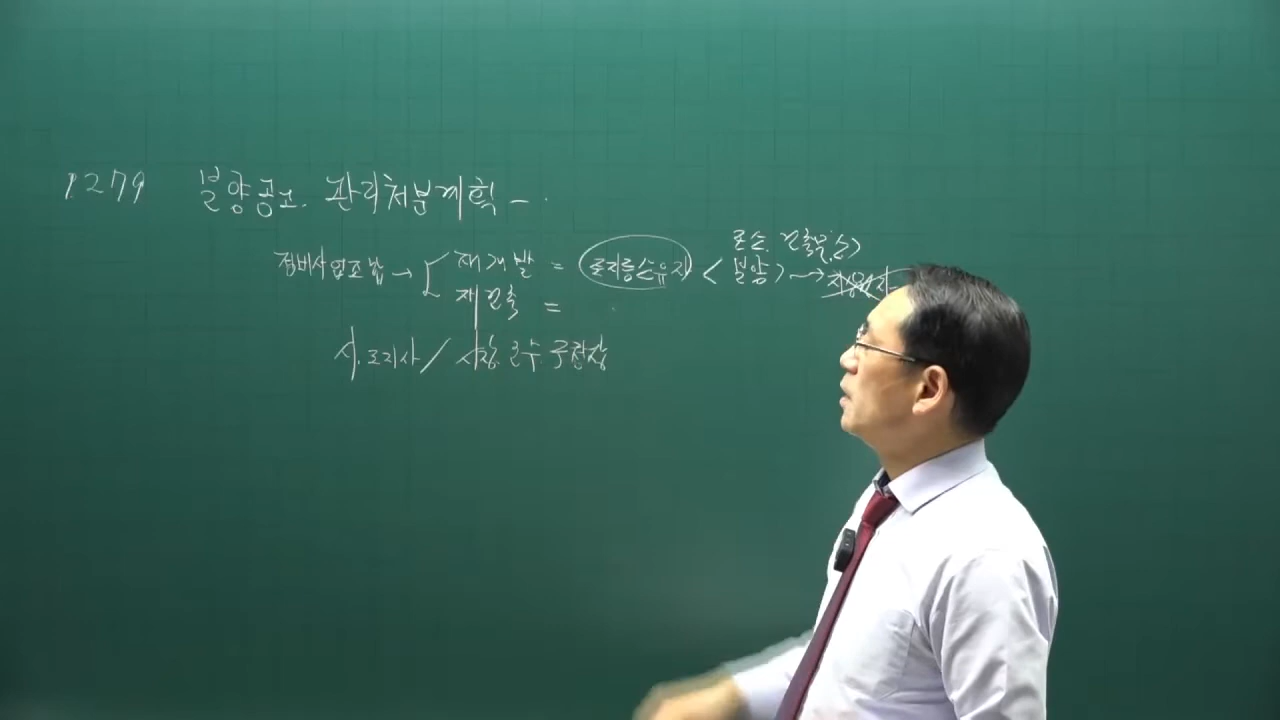 1279 분양공고. 관리처분계획 -
정비사업조합 → 재개발 = 토지등소유자 < 토소. 건축물.소
분양
재건축 =
시.도지사 / 시장 군수 구청장